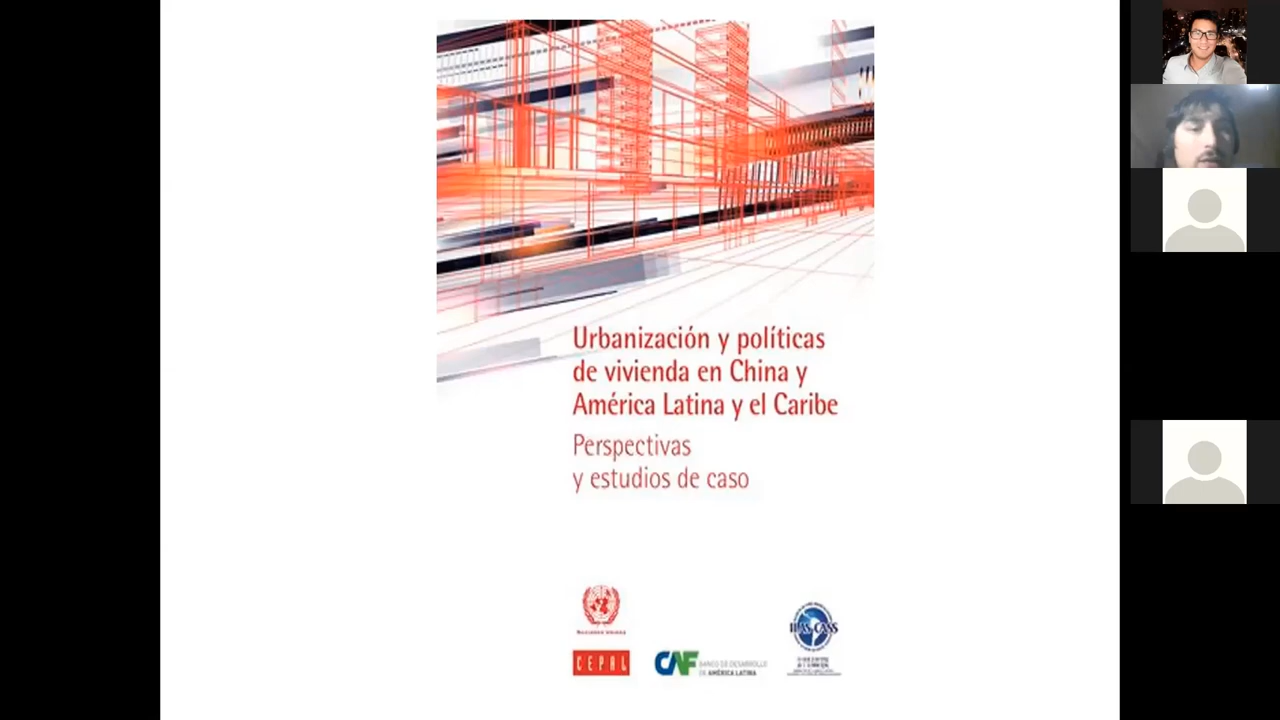 Urbanización y políticas
de vivienda en China y
América Latina y el Caribe
Perspectivas
y estudios de caso
NACIONES UNIDAS
CEPAL
CAF BANCO DE DESARROLLO
DE AMÉRICA LATINA
ILAS-CASS